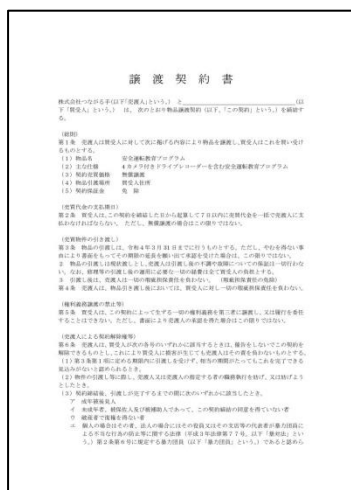 譲 渡 契 約 書
株式会社つながる手(以下「売渡人」という。) と (以
下「買受人」という。) は、次のとおり物品譲渡契約(以下、「この契約」という。)を締結す
る。
(総則)
第1条 売渡人は買受人に対して次に掲げる内容により物品を譲渡し、買受人はこれを買い受け
るものとする。
(1) 物品名 安全運転教育プログラム
(2) 主な仕様 4カメラ付きドライブレコーダーを含む安全運転教育プログラム
(3) 契約売買価格 無償譲渡
(4) 物品引渡場所 買受人住所
(5) 契約保証金 免 除
(売買代金の支払期日)
第2条 買受人は、この契約を締結した日から起算して7日以内に売買代金を一括で売渡人に支
払わなければならない。ただし、無償譲渡の場合はこの限りではない。
(売買物件の引き渡し)
第3条 物品の引渡しは、令和4年3月31日までに行うものとする。ただし、やむを得ない事
由により書面をもってその期限の延長を願い出て承認を受けた場合は、この限りでない。
2 物品の引渡しは現状渡しとし、売渡人は引渡し後の不調や故障についての保証は一切行わな
い。なお、修理等の引渡し後の運用に必要な一切の経費は全て買受人の負担とする。
3 引渡し後は、売渡人は一切の瑕疵担保責任を負わない。(瑕疵担保責任の免除)
第4条 売渡人は、物品引き渡し後においては、買受人に対し一切の瑕疵担保責任を負わない。
(権利義務譲渡の禁止等)
第5条 買受人は、この契約によって生ずる一切の権利義務を第三者に譲渡し、又は履行を委任
することはできない。ただし、書面により売渡人の承認を得た場合はこの限りではない。
(売渡人による契約解除権等)
第6条 売渡人は、買受人が次の各号のいずれかに該当するときは、催告をしないでこの契約を
解除できるものとし、これにより買受人に損害が生じても売渡人はその責を負わないものとする。
(1) 第3条第1項に定める期限内に引渡しを受けず、相当の期間がたってもこれを完了できる
見込みがないと認められるとき。
(2) 物件の引渡し等に際し、売渡人又は売渡人の指定する者の職務執行を妨げ、又は妨げよう
としたとき。
(3) 契約締結後、引渡しが完了するまでの間に次のいずれかに該当したとき。
ア 成年被後見人
イ 未成年者、被保佐人及び被補助人であって、この契約締結の同意を得ていない者
ウ 破産者で復権を得ない者
エ 個人の場合はその者、法人の場合にはその役員又はその支店等の代表者が暴力団員に
よる不当な行為の防止等に関する法律(平成3年法律第77号。以下「暴対法」とい
う。)第2条第6号に規定する暴力団員(以下「暴力団員」という。)であると認めら